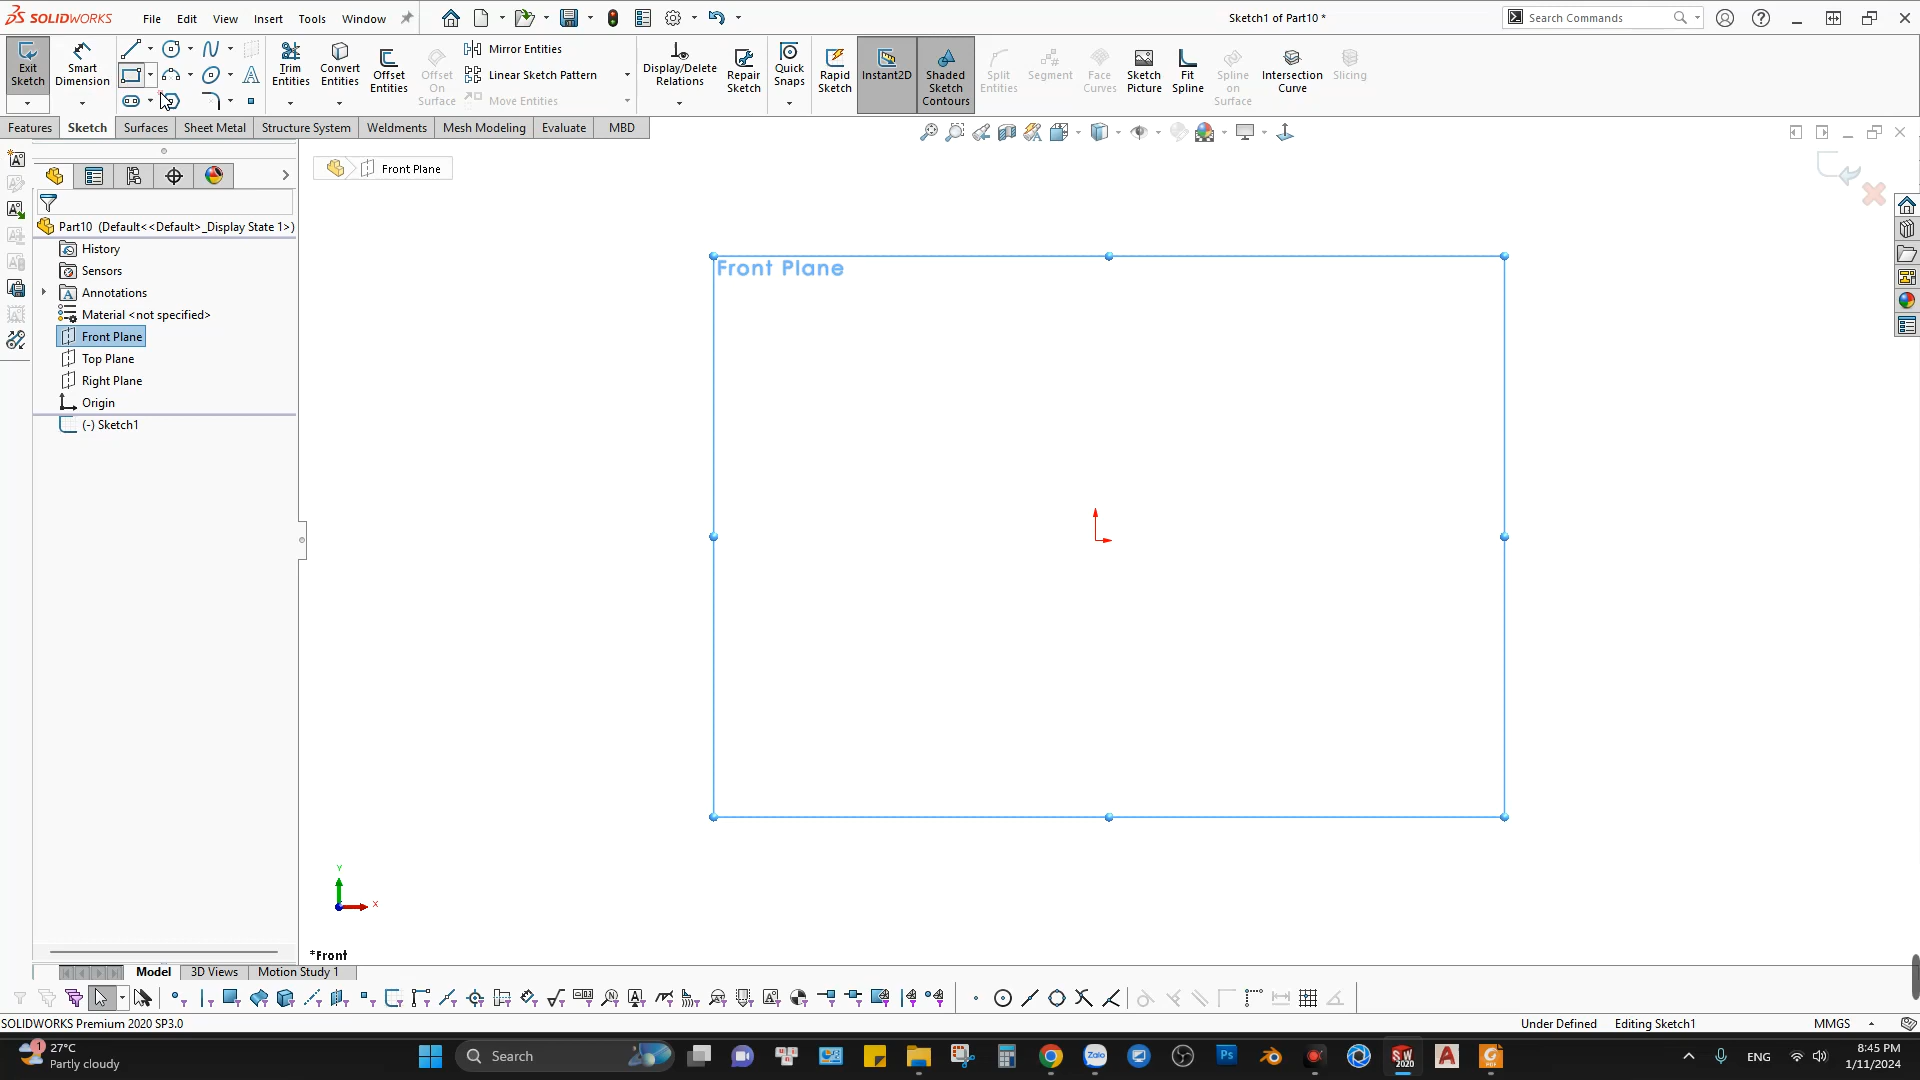 SOLIDWORKS File Edit View Insert Tools Window Sketch1 of Part10 * Search Commands
Exit Sketch
Smart Dimension
Trim Entities
Convert Entities
Offset Entities
Offset On Surface
Mirror Entities
Linear Sketch Pattern
Move Entities
Display/Delete Relations
Repair Sketch
Quick Snaps
Rapid Sketch
Instant2D
Shaded Sketch Contours
Split Entities
Segment
Face Curves
Sketch Picture
Fit Spline
Spline on Surface
Intersection Curve
Slicing
Features Sketch Surfaces Sheet Metal Structure System Weldments Mesh Modeling Evaluate MBD
Front Plane
Part10 (Default<<Default>_Display State 1>)
History
Sensors
Annotations
Material <not specified>
Front Plane
Top Plane
Right Plane
Origin
(-) Sketch1
Front Plane
Y
X
*Front
Model 3D Views Motion Study 1
SOLIDWORKS Premium 2020 SP3.0 Under Defined Editing Sketch1 MMGS
1
27°C
Partly cloudy
Search
Zalo
Ps
SW
2020
A
PDF
ENG
8:45 PM
1/11/2024